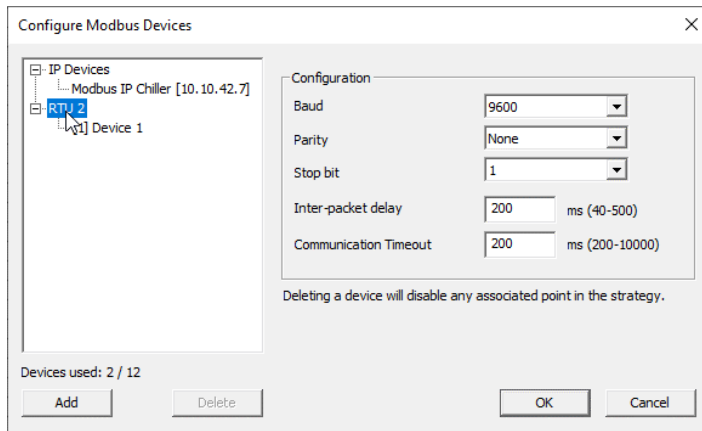 Configure Modbus Devices
IP Devices
Modbus IP Chiller [10.10.42.7]
RTU 2
1] Device 1
Configuration
Baud 9600
Parity None
Stop bit 1
Inter-packet delay 200 ms (40-500)
Communication Timeout 200 ms (200-10000)
Deleting a device will disable any associated point in the strategy.
Devices used: 2 / 12
Add Delete OK Cancel